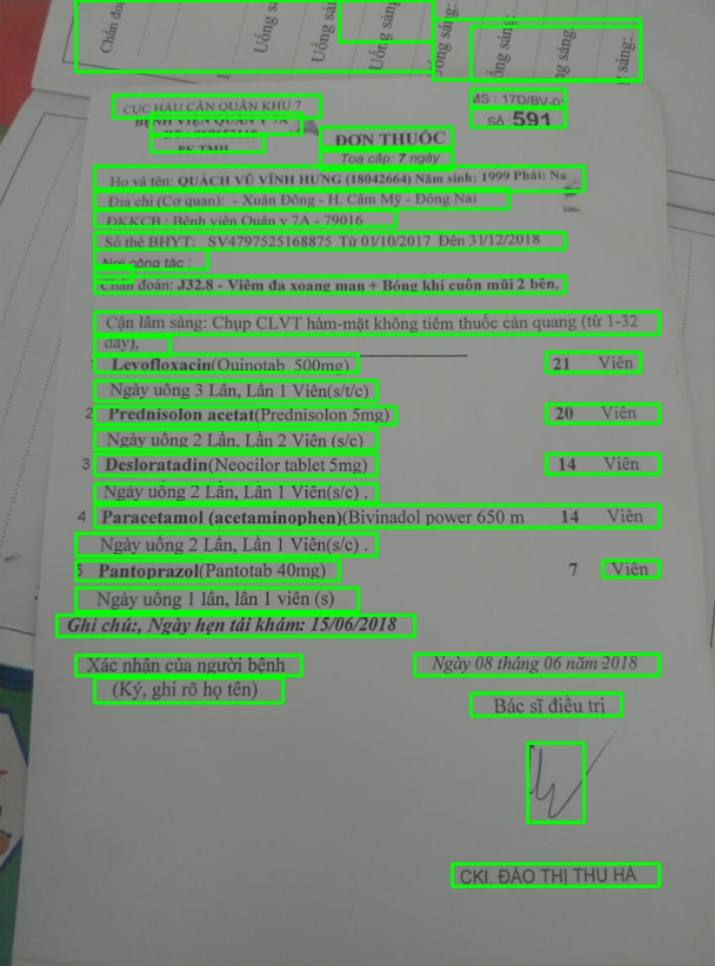 Chẩn đoá
Uống sá
Uống sái
Uống sáng
ống sáng:
ống sáng:
ng sáng.
sáng:
CỤC HẬU CẦN QUÂN KHU 7
MS : 17D/BV-0
BỆNH VIỆN QUÂN Y 7A
Số :591
PK TMH
ĐƠN THUỐC
Toa cấp: 7 ngày
Họ và tên: QUÁCH VŨ VĨNH HƯNG (18042664) Năm sinh: 1999 Phái: Na
Địa chỉ (Cơ quan): - Xuân Đông - H. Cẩm Mỹ - Đồng Nai
ĐKKCB : Bệnh viện Quân y 7A - 79016
Số thẻ BHYT: SV4797525168875 Từ 01/10/2017 Đến 31/12/2018
Nơi công tác :
Chẩn đoán: J32.8 - Viêm đa xoang mạn + Bóng khí cuốn mũi 2 bên,
Cận lâm sàng: Chụp CLVT hàm-mặt không tiêm thuốc cản quang (từ 1-32
dãy),
Levofloxacin(Quinotab 500mg) 21 Viên
Ngày uống 3 Lần, Lần 1 Viên(s/t/c)
2 Prednisolon acetat(Prednisolon 5mg) 20 Viên
Ngày uống 2 Lần, Lần 2 Viên (s/c)
3 Desloratadin(Neocilor tablet 5mg) 14 Viên
Ngày uống 2 Lần, Lần 1 Viên(s/c) .
4 Paracetamol (acetaminophen)(Bivinadol power 650 m 14 Viên
Ngày uống 2 Lần, Lần 1 Viên(s/c) .
5 Pantoprazol(Pantotab 40mg) 7 Viên
Ngày uống 1 lần, lần 1 viên (s)
Ghi chú:, Ngày hẹn tái khám: 15/06/2018
Xác nhận của người bệnh
Ngày 08 tháng 06 năm 2018
(Ký, ghi rõ họ tên)
Bác sĩ điều trị
CKI. ĐÀO THỊ THU HÀ